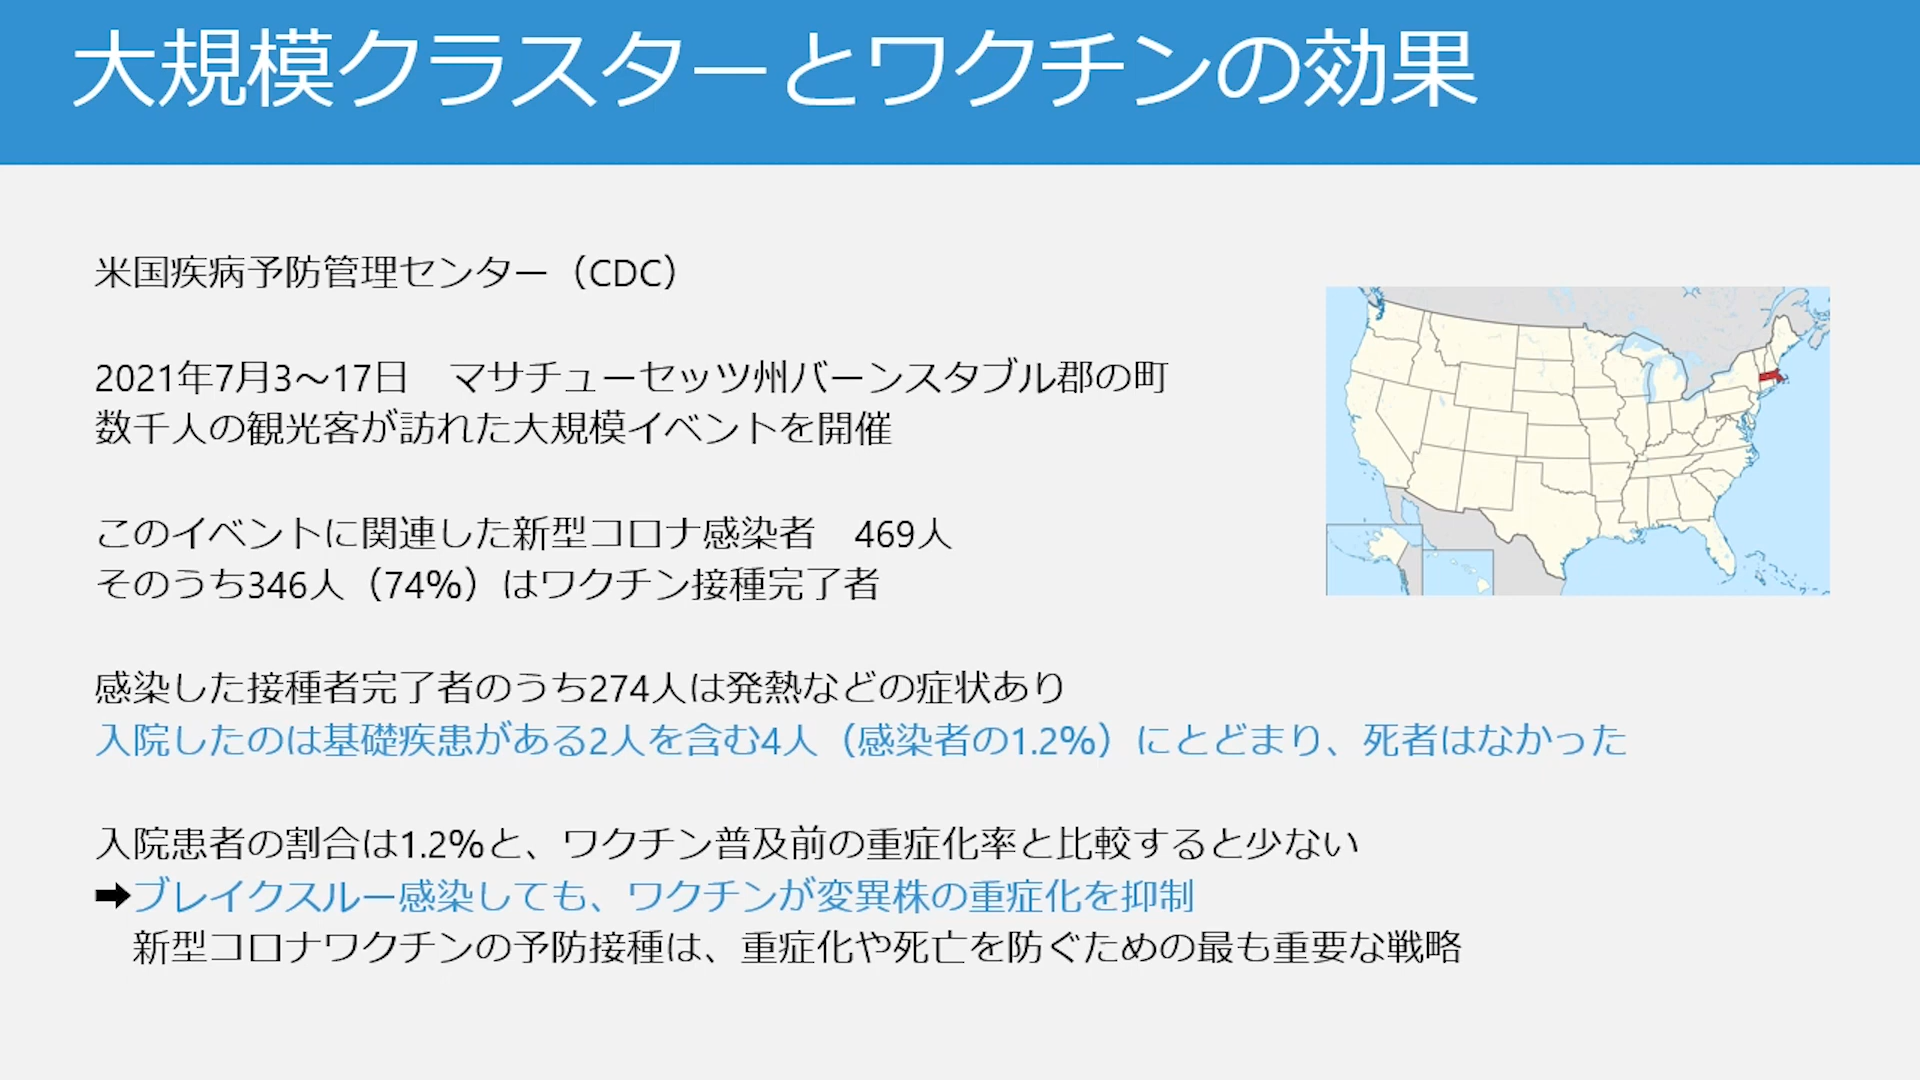 大規模クラスターとワクチンの効果
米国疾病予防管理センター（CDC）
2021年7月3～17日　マサチューセッツ州バーンスタブル郡の町
数千人の観光客が訪れた大規模イベントを開催
このイベントに関連した新型コロナ感染者　469人
そのうち346人（74%）はワクチン接種完了者
感染した接種者完了者のうち274人は発熱などの症状あり
入院したのは基礎疾患がある2人を含む4人（感染者の1.2%）にとどまり、死者はなかった
入院患者の割合は1.2%と、ワクチン普及前の重症化率と比較すると少ない
➡ブレイクスルー感染しても、ワクチンが変異株の重症化を抑制
新型コロナワクチンの予防接種は、重症化や死亡を防ぐための最も重要な戦略